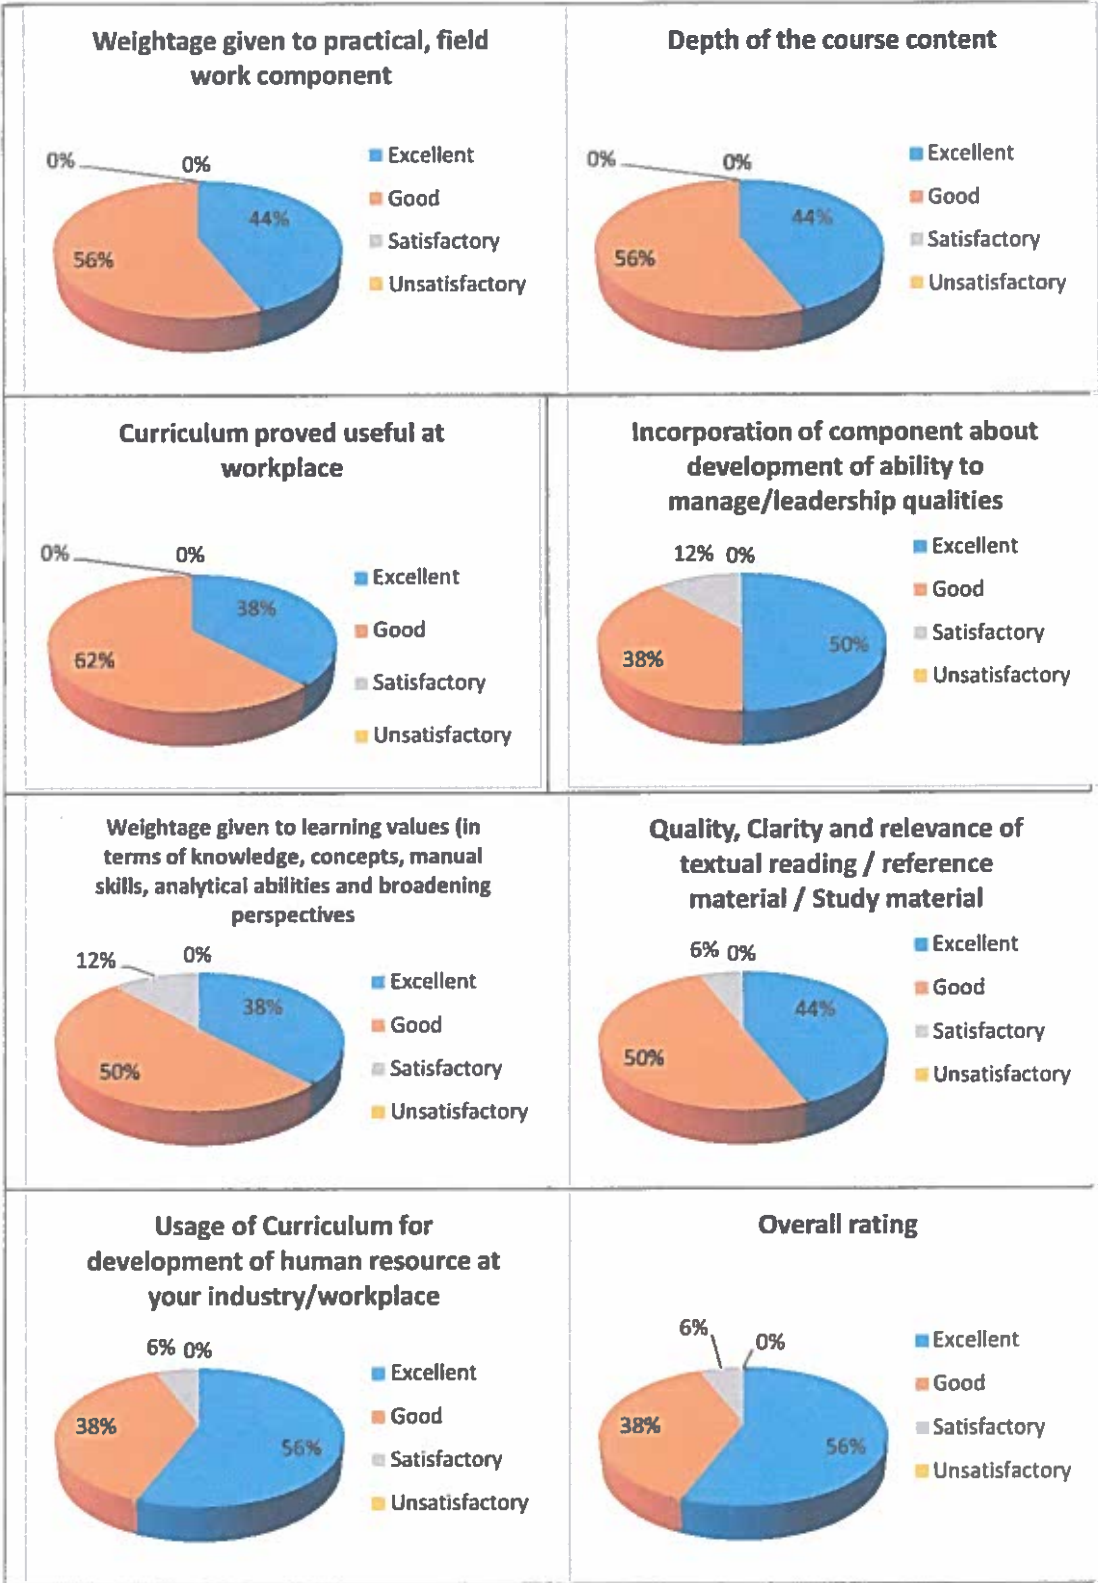 Weightage given to practical, field
work component
0%
0%
44%
56%
Excellent
Good
Satisfactory
Unsatisfactory
Depth of the course content
0%
0%
44%
56%
Excellent
Good
Satisfactory
Unsatisfactory
Curriculum proved useful at
workplace
0%
0%
38%
62%
Excellent
Good
Satisfactory
Unsatisfactory
Incorporation of component about
development of ability to
manage/leadership qualities
12%
0%
50%
38%
Excellent
Good
Satisfactory
Unsatisfactory
Weightage given to learning values (in
terms of knowledge, concepts, manual
skills, analytical abilities and broadening
perspectives
12%
0%
38%
50%
Excellent
Good
Satisfactory
Unsatisfactory
Quality, Clarity and relevance of
textual reading / reference
material / Study material
6%
0%
44%
50%
Excellent
Good
Satisfactory
Unsatisfactory
Usage of Curriculum for
development of human resource at
your industry/workplace
6%
0%
38%
56%
Excellent
Good
Satisfactory
Unsatisfactory
Overall rating
6%
0%
38%
56%
Excellent
Good
Satisfactory
Unsatisfactory